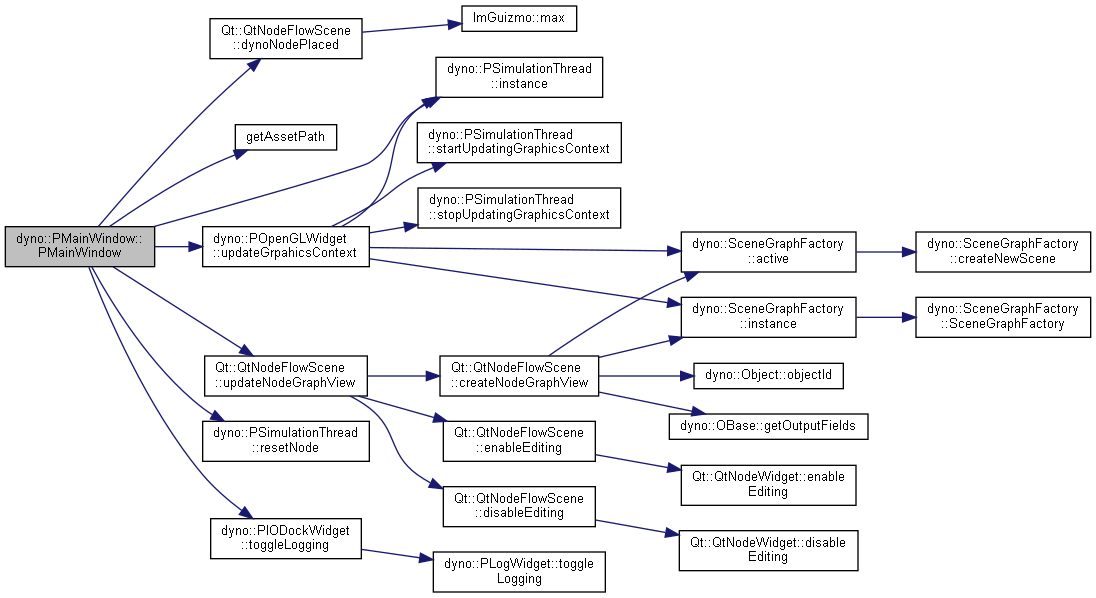 dyno::PMainWindow::
PMainWindow
Qt::QtNodeFlowScene
::dynoNodePlaced
ImGuizmo::max
getAssetPath
dyno::PSimulationThread
::instance
dyno::POpenGLWidget
::updateGrpahicsContext
dyno::PSimulationThread
::startUpdatingGraphicsContext
dyno::PSimulationThread
::stopUpdatingGraphicsContext
dyno::SceneGraphFactory
::active
dyno::SceneGraphFactory
::createNewScene
dyno::SceneGraphFactory
::instance
dyno::SceneGraphFactory
::SceneGraphFactory
Qt::QtNodeFlowScene
::updateNodeGraphView
Qt::QtNodeFlowScene
::createNodeGraphView
dyno::Object::objectId
dyno::OBase::getOutputFields
Qt::QtNodeFlowScene
::enableEditing
Qt::QtNodeWidget::enable
Editing
Qt::QtNodeFlowScene
::disableEditing
Qt::QtNodeWidget::disable
Editing
dyno::PSimulationThread
::resetNode
dyno::PIODockWidget
::toggleLogging
dyno::PLogWidget::toggle
Logging